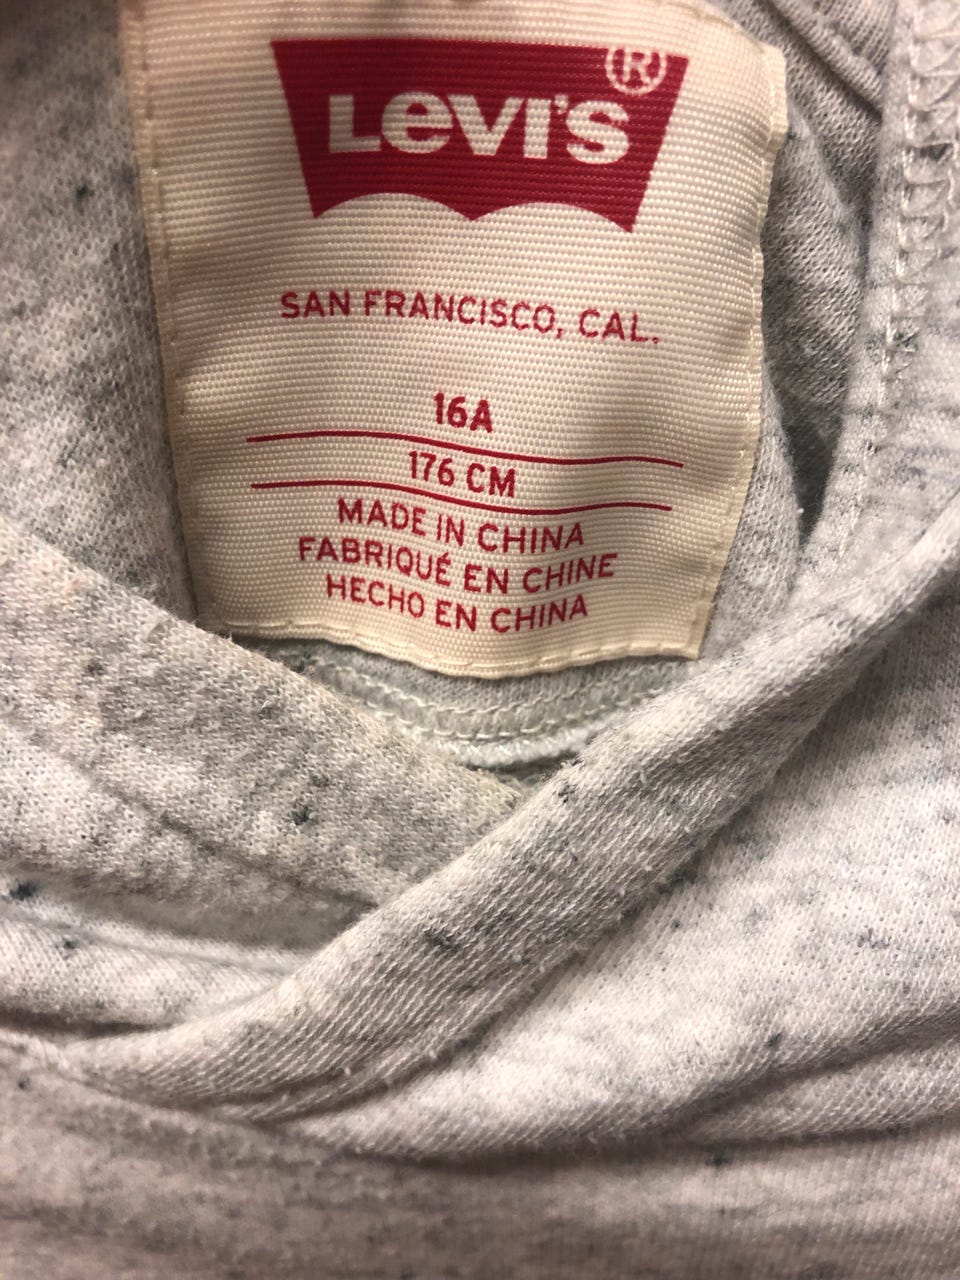 Levi's ®
SAN FRANCISCO, CAL.
16A
176 CM
MADE IN CHINA
FABRIQUÉ EN CHINE
HECHO EN CHINA